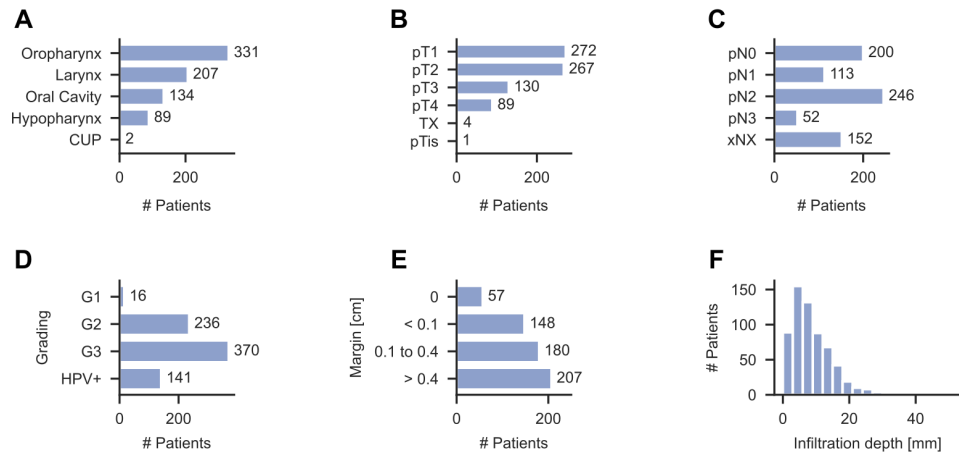 A
Oropharynx 331
Larynx 207
Oral Cavity 134
Hypopharynx 89
CUP 2
0 200
# Patients
B
pT1 272
pT2 267
pT3 130
pT4 89
TX 4
pTis 1
0 200
# Patients
C
pN0 200
pN1 113
pN2 246
pN3 52
xNX 152
0 200
# Patients
D
Grading
G1 16
G2 236
G3 370
HPV+ 141
0 200
# Patients
E
Margin [cm]
0 57
< 0.1 148
0.1 to 0.4 180
> 0.4 207
0 200
# Patients
F
# Patients
150
100
50
0
0 20 40
Infiltration depth [mm]